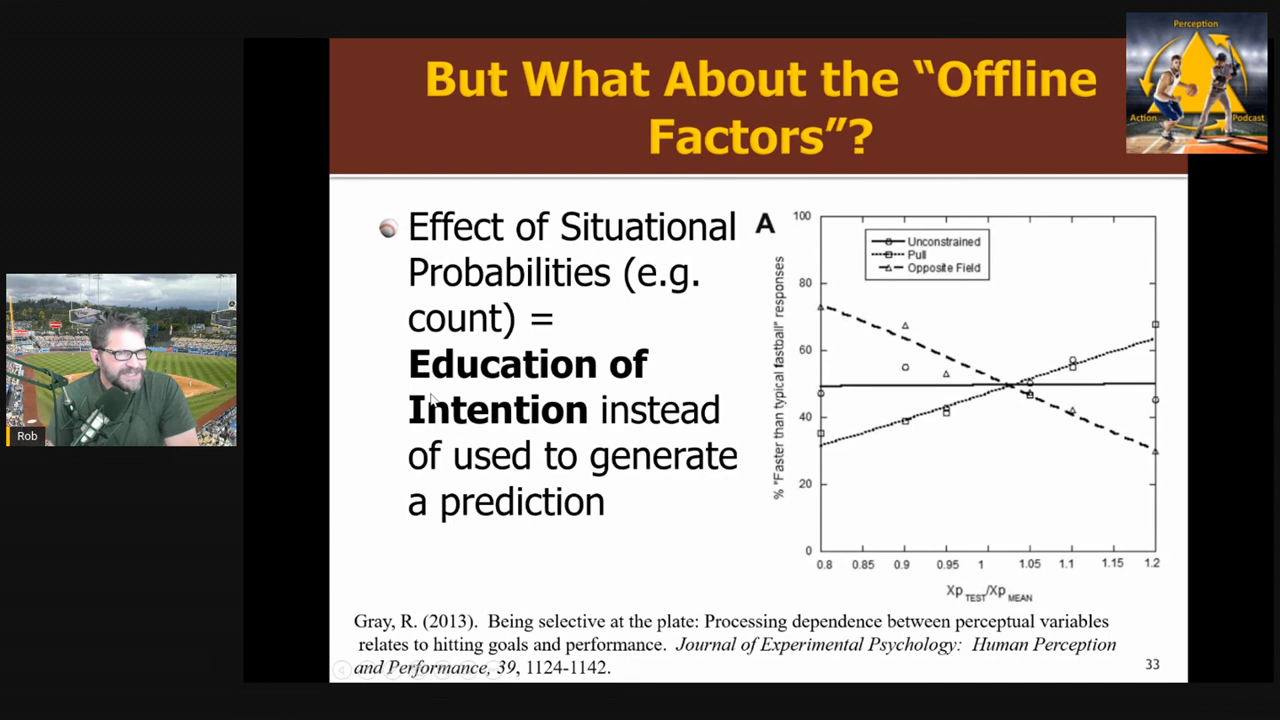 But What About the “Offline
Factors”?
Perception
Action
Podcast
Effect of Situational
Probabilities (e.g.
count) =
Education of
Intention instead
of used to generate
a prediction
A
100
80
60
40
20
0
% "Faster than typical fastball" responses
Unconstrained
Pull
Opposite Field
0.8 0.85 0.9 0.95 1 1.05 1.1 1.15 1.2
Xp TEST/Xp MEAN
Gray, R. (2013). Being selective at the plate: Processing dependence between perceptual variables
relates to hitting goals and performance. Journal of Experimental Psychology: Human Perception
and Performance, 39, 1124-1142.
33
Rob